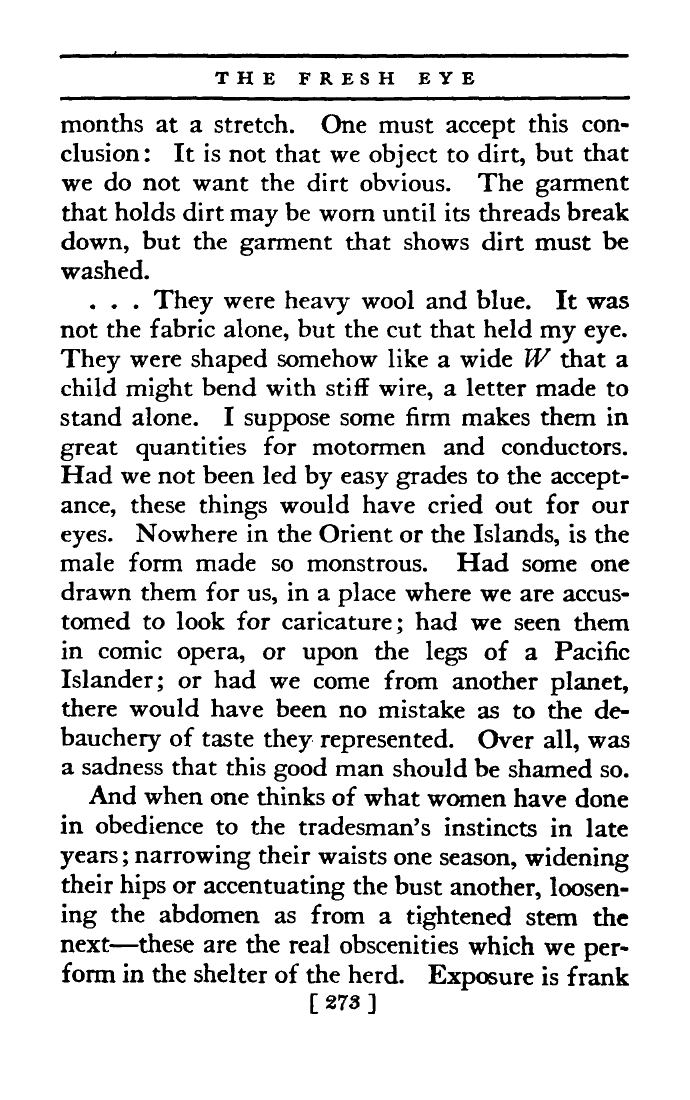 THE FRESH EYE
months at a stretch. One must accept this con-
clusion: It is not that we object to dirt, but that
we do not want the dirt obvious. The garment
that holds dirt may be worn until its threads break
down, but the garment that shows dirt must be
washed.
. . . They were heavy wool and blue. It was
not the fabric alone, but the cut that held my eye.
They were shaped somehow like a wide W that a
child might bend with stiff wire, a letter made to
stand alone. I suppose some firm makes them in
great quantities for motormen and conductors.
Had we not been led by easy grades to the accept-
ance, these things would have cried out for our
eyes. Nowhere in the Orient or the Islands, is the
male form made so monstrous. Had some one
drawn them for us, in a place where we are accus-
tomed to look for caricature; had we seen them
in comic opera, or upon the legs of a Pacific
Islander; or had we come from another planet,
there would have been no mistake as to the de-
bauchery of taste they represented. Over all, was
a sadness that this good man should be shamed so.
And when one thinks of what women have done
in obedience to the tradesman's instincts in late
years; narrowing their waists one season, widening
their hips or accentuating the bust another, loosen-
ing the abdomen as from a tightened stem the
next—these are the real obscenities which we per-
form in the shelter of the herd. Exposure is frank
[ 273 ]